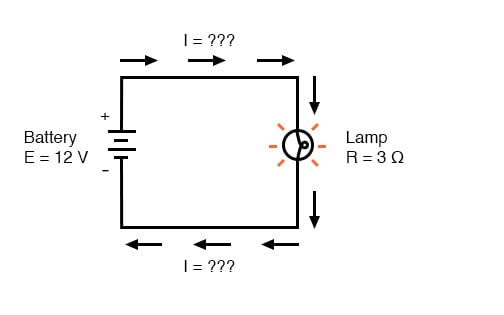 I = ???
+
Battery
E = 12 V
-
Lamp
R = 3 Ω
I = ???